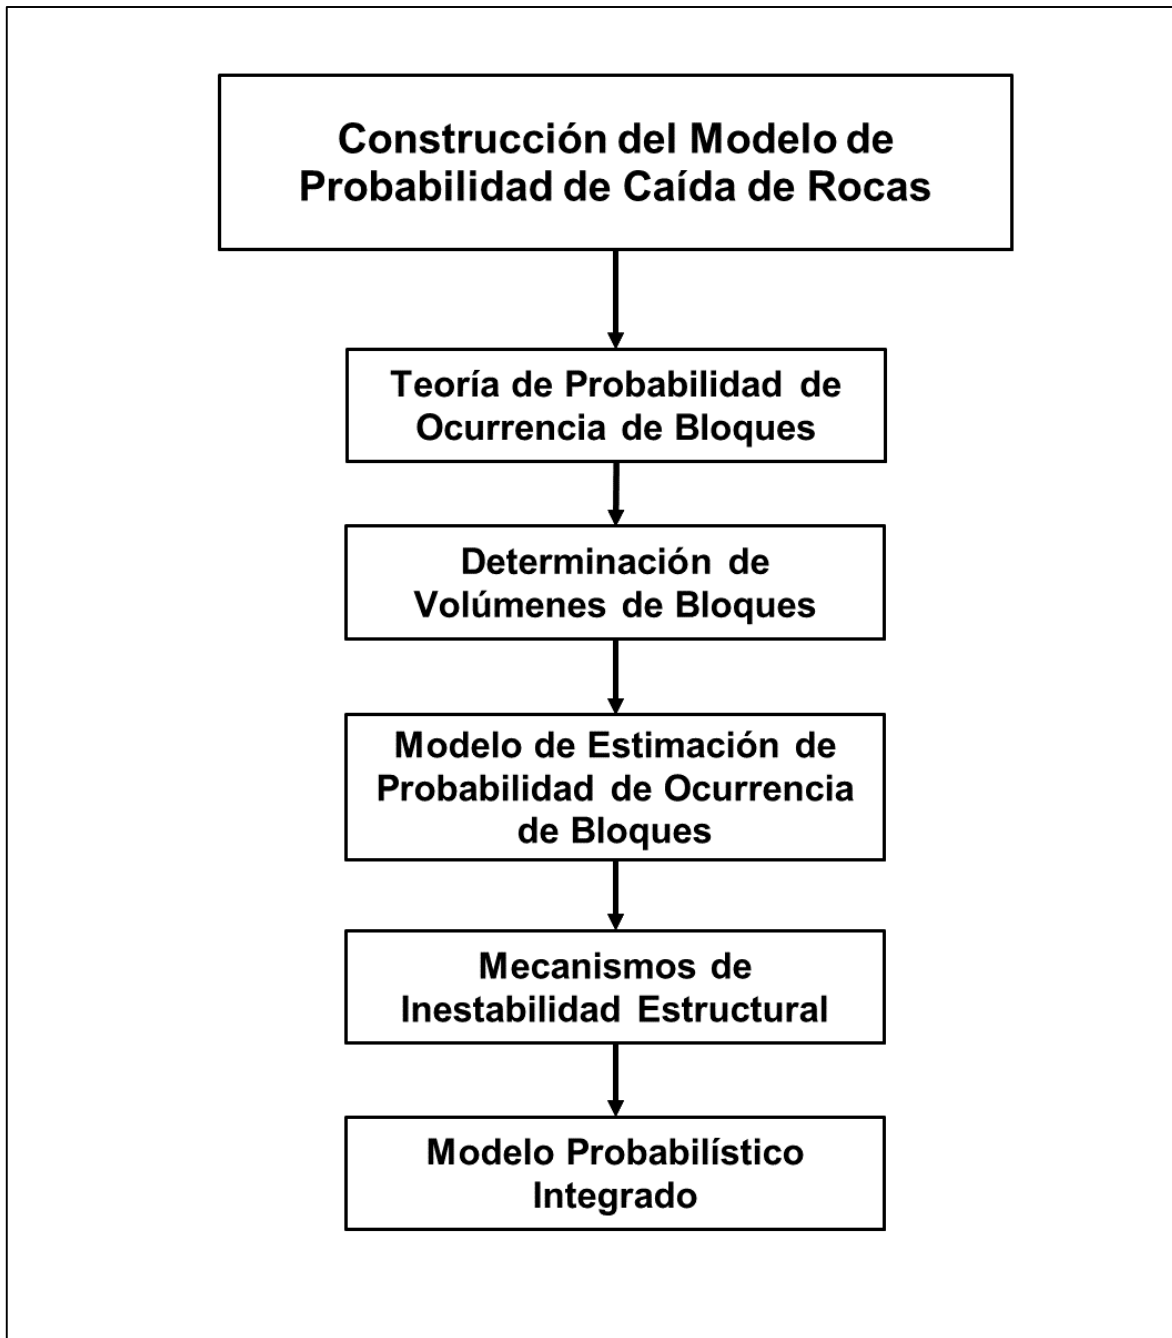 Construcción del Modelo de
Probabilidad de Caída de Rocas
Teoría de Probabilidad de
Ocurrencia de Bloques
Determinación de
Volúmenes de Bloques
Modelo de Estimación de
Probabilidad de Ocurrencia
de Bloques
Mecanismos de
Inestabilidad Estructural
Modelo Probabilístico
Integrado